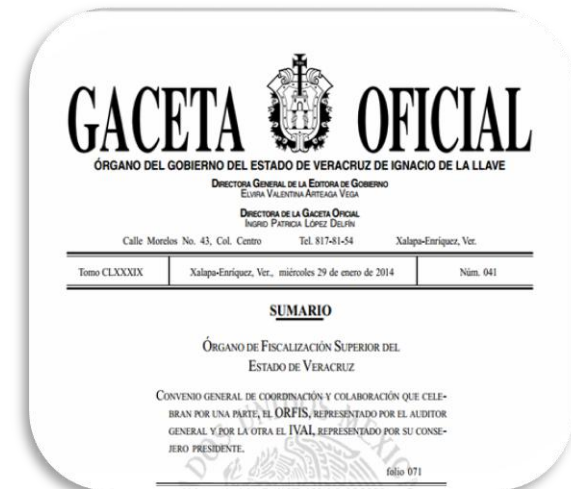 GACETA OFICIAL
ÓRGANO DEL GOBIERNO DEL ESTADO DE VERACRUZ DE IGNACIO DE LA LLAVE
DIRECTORA GENERAL DE LA EDITORA DE GOBIERNO
ELVIRA VALENTINA ARTEAGA VEGA
DIRECTORA DE LA GACETA OFICIAL
INGRID PATRICIA LÓPEZ DELFÍN
Calle Morelos No. 43, Col. Centro Tel. 817-81-54 Xalapa-Enríquez, Ver.
Tomo CLXXXIX Xalapa-Enríquez, Ver., miércoles 29 de enero de 2014 Núm. 041
SUMARIO
ÓRGANO DE FISCALIZACIÓN SUPERIOR DEL
ESTADO DE VERACRUZ
CONVENIO GENERAL DE COORDINACIÓN Y COLABORACIÓN QUE CELE-
BRAN POR UNA PARTE, EL ORFIS, REPRESENTADO POR EL AUDITOR
GENERAL Y POR LA OTRA EL IVAI, REPRESENTADO POR SU CONSE-
JERO PRESIDENTE.
folio 071